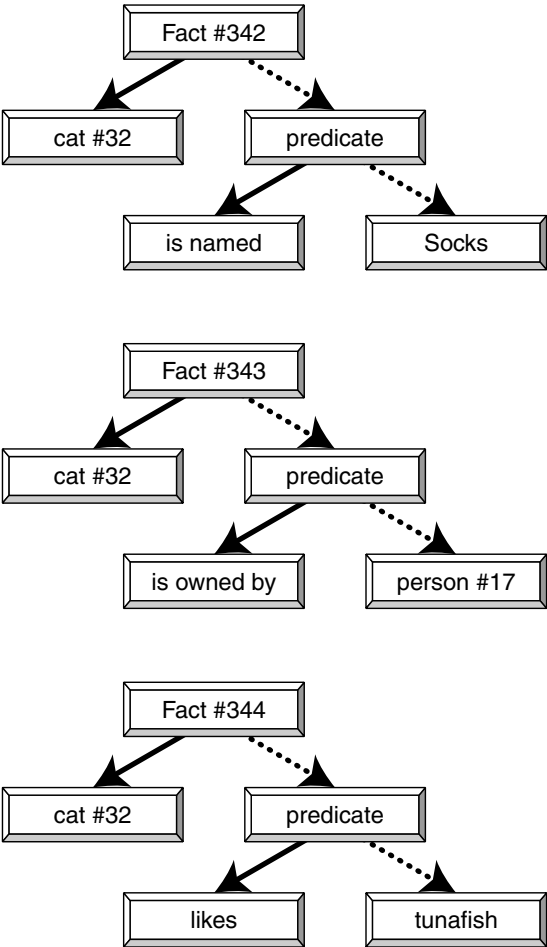 Fact #342
cat #32
predicate
is named
Socks
Fact #343
cat #32
predicate
is owned by
person #17
Fact #344
cat #32
predicate
likes
tunafish